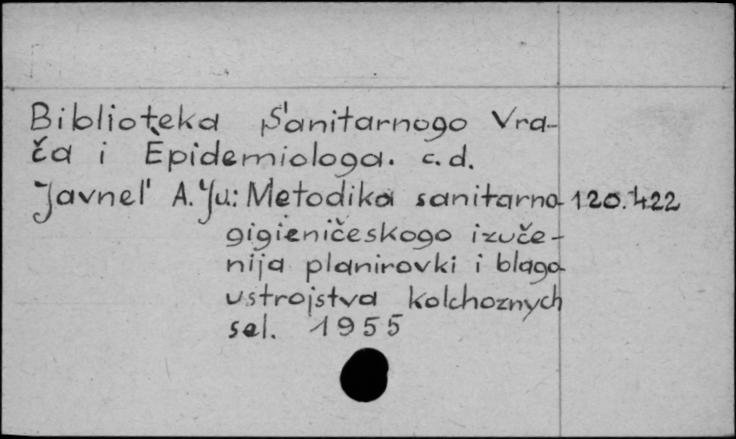 Biblioteka Sanitarnogo Vra-
ča i Èpidemiologa. c.d.
Javnel' A.Ju: Metodika sanitarno- 120.422
gigieničeskogo izuče-
nija planirovki i blago-
ustrojstva kolchoznych
sel. 1955